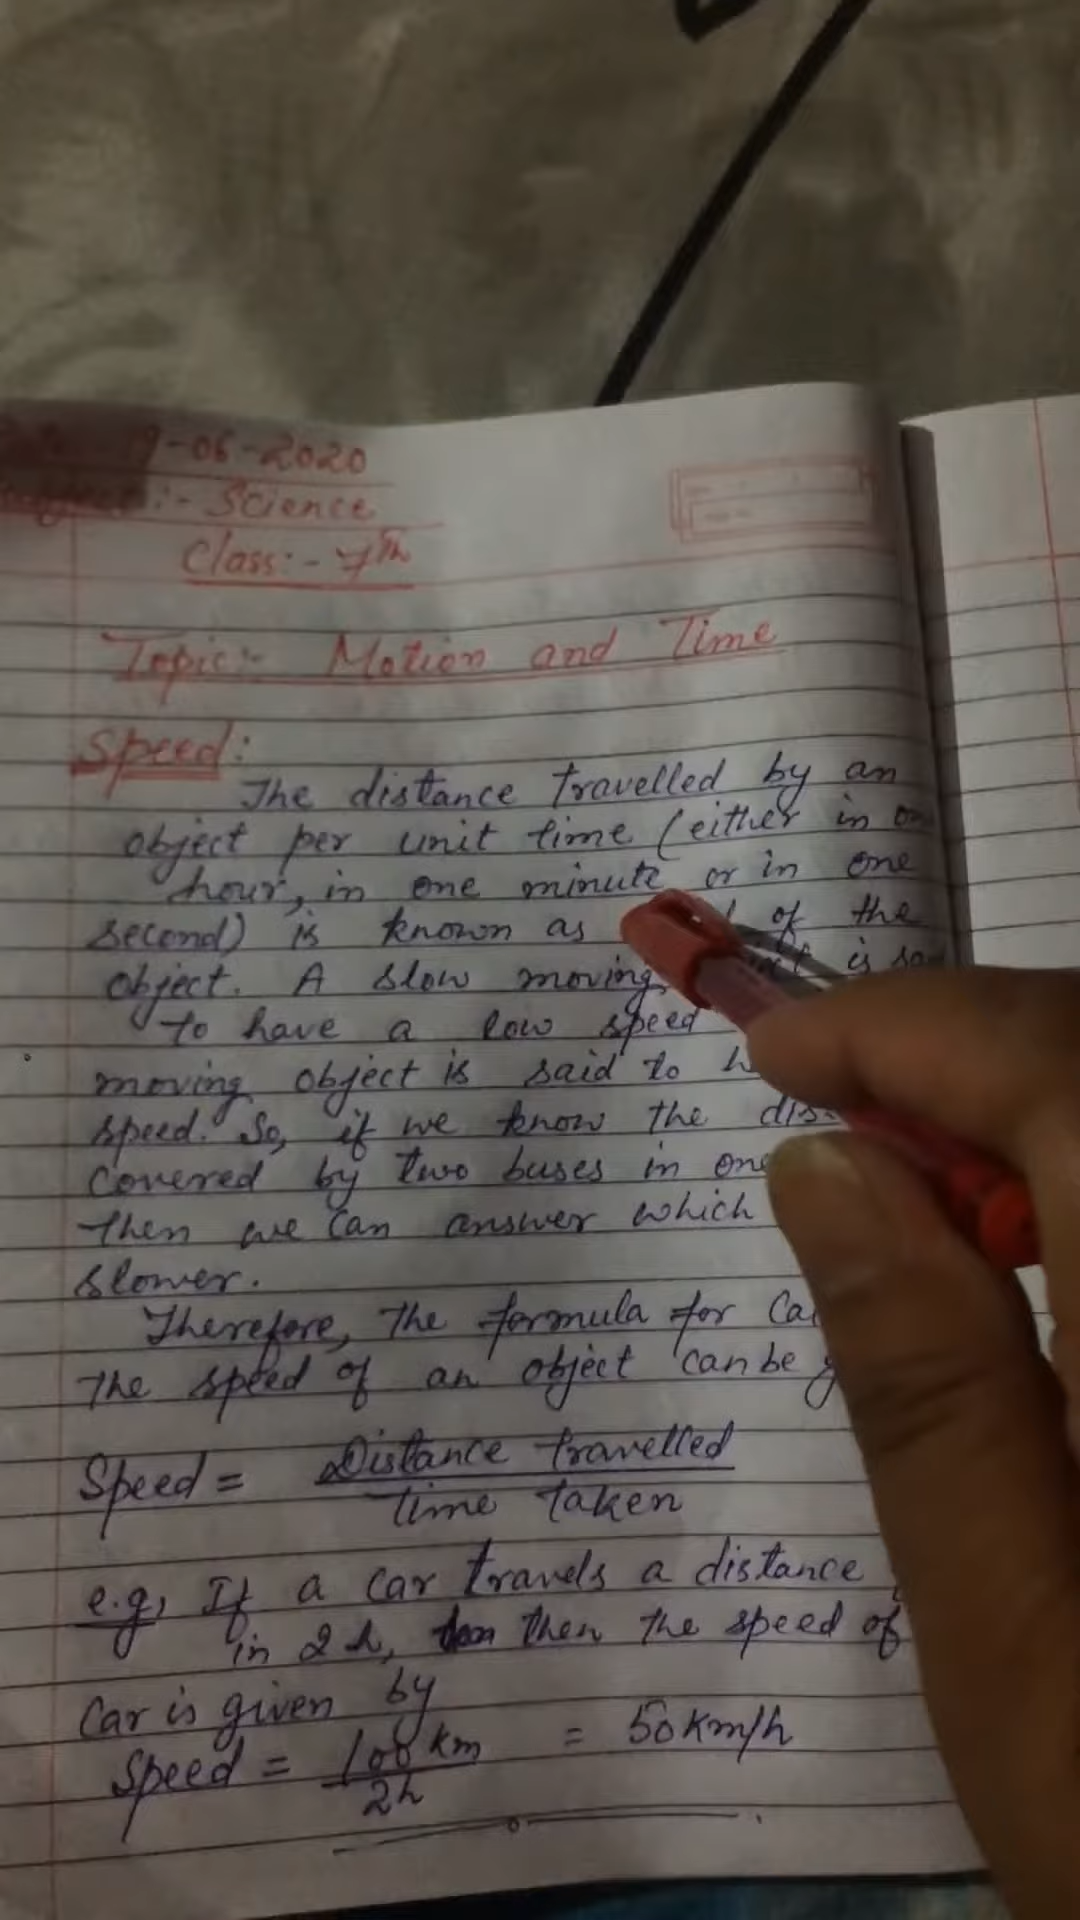 9-06-2020
:- Science
Class:- 7th
Topic:- Motion and Time
Speed:
The distance travelled by an
object per unit time (either in
hour, in one minute or in one
second) is known as of the
object. A slow moving is
to have a low speed
moving object is said to
speed. So, if we know the
covered by two buses in one
then we can answer which
slower.
Therefore, the formula for
the speed of an object can be
Speed = Distance travelled
time taken
e.g, If a car travels a distance
in 2 h, then the speed of
car is given by
Speed = 100 km = 50 km/h
2h